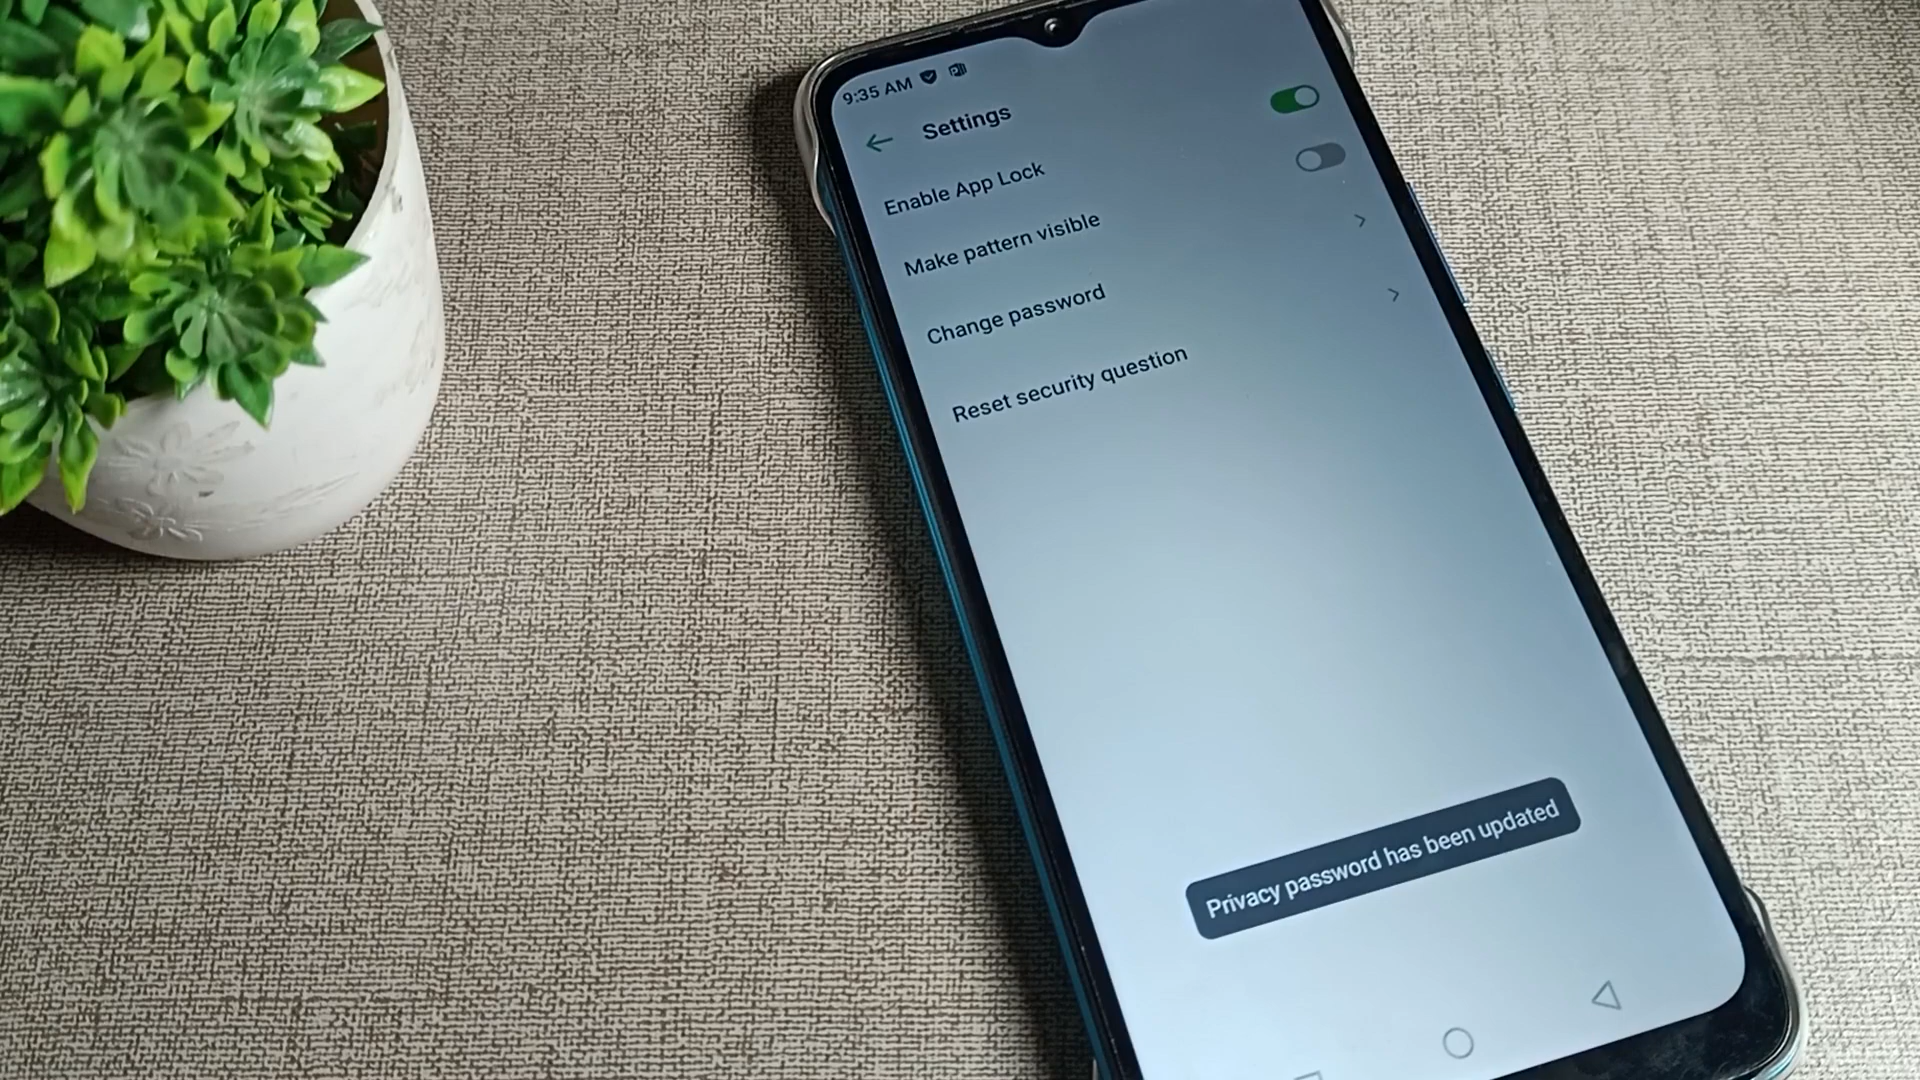 9:35 AM
Settings
Enable App Lock
Make pattern visible
Change password
Reset security question
Privacy password has been updated